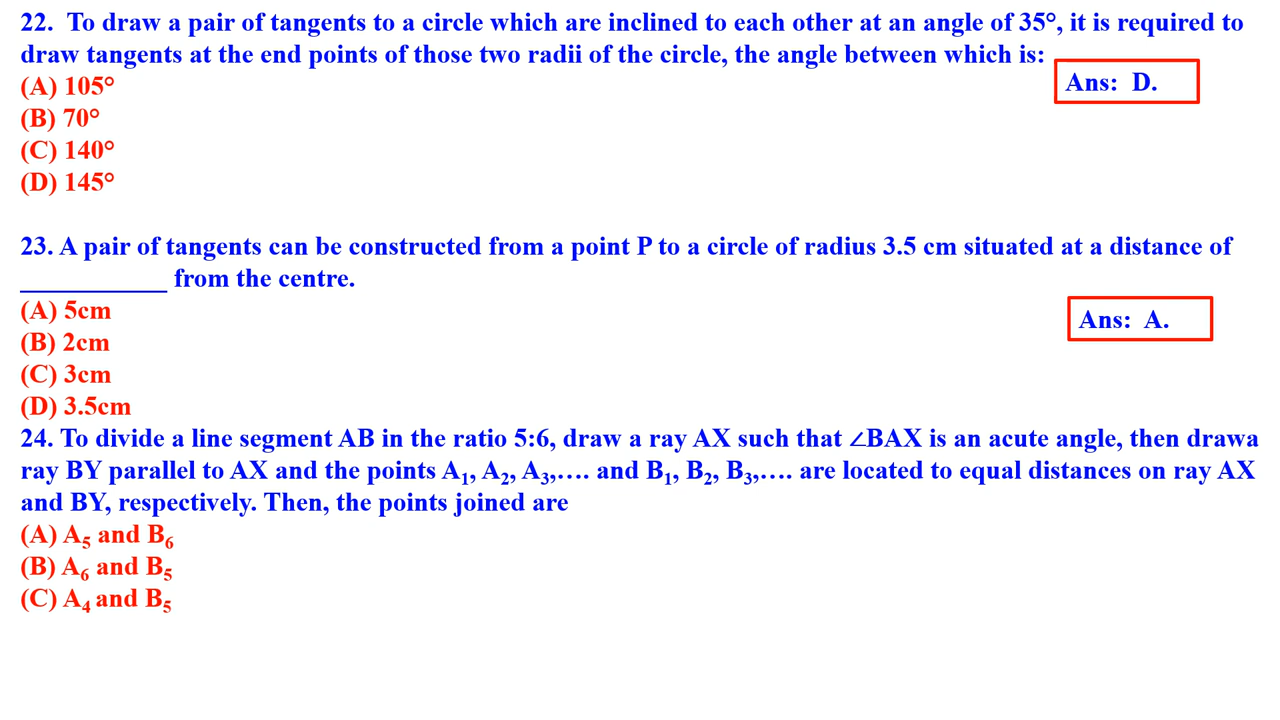 22.  To draw a pair of tangents to a circle which are inclined to each other at an angle of 35°, it is required to
draw tangents at the end points of those two radii of the circle, the angle between which is:
Ans:  D.
(A) 105°
(B) 70°
(C) 140°
(D) 145°
23. A pair of tangents can be constructed from a point P to a circle of radius 3.5 cm situated at a distance of
___________ from the centre.
(A) 5cm
Ans:  A.
(B) 2cm
(C) 3cm
(D) 3.5cm
24. To divide a line segment AB in the ratio 5:6, draw a ray AX such that ∠BAX is an acute angle, then drawa
ray BY parallel to AX and the points A₁, A₂, A₃,…. and B₁, B₂, B₃,…. are located to equal distances on ray AX
and BY, respectively. Then, the points joined are
(A) A₅ and B₆
(B) A₆ and B₅
(C) A₄ and B₅